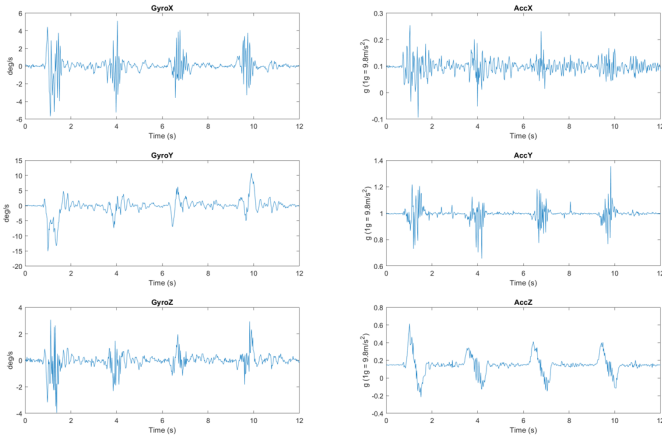 GyroX
6
4
2
0
-2
-4
-6
deg/s
0 2 4 6 8 10 12
Time (s)
AccX
0.3
0.2
0.1
0
-0.1
g (1g = 9.8m/s²)
0 2 4 6 8 10 12
Time (s)
GyroY
15
10
5
0
-5
-10
-15
-20
deg/s
0 2 4 6 8 10 12
Time (s)
AccY
1.4
1.2
1
0.8
0.6
g (1g = 9.8m/s²)
0 2 4 6 8 10 12
Time (s)
GyroZ
4
2
0
-2
-4
deg/s
0 2 4 6 8 10 12
Time (s)
AccZ
0.8
0.6
0.4
0.2
0
-0.2
-0.4
g (1g = 9.8m/s²)
0 2 4 6 8 10 12
Time (s)